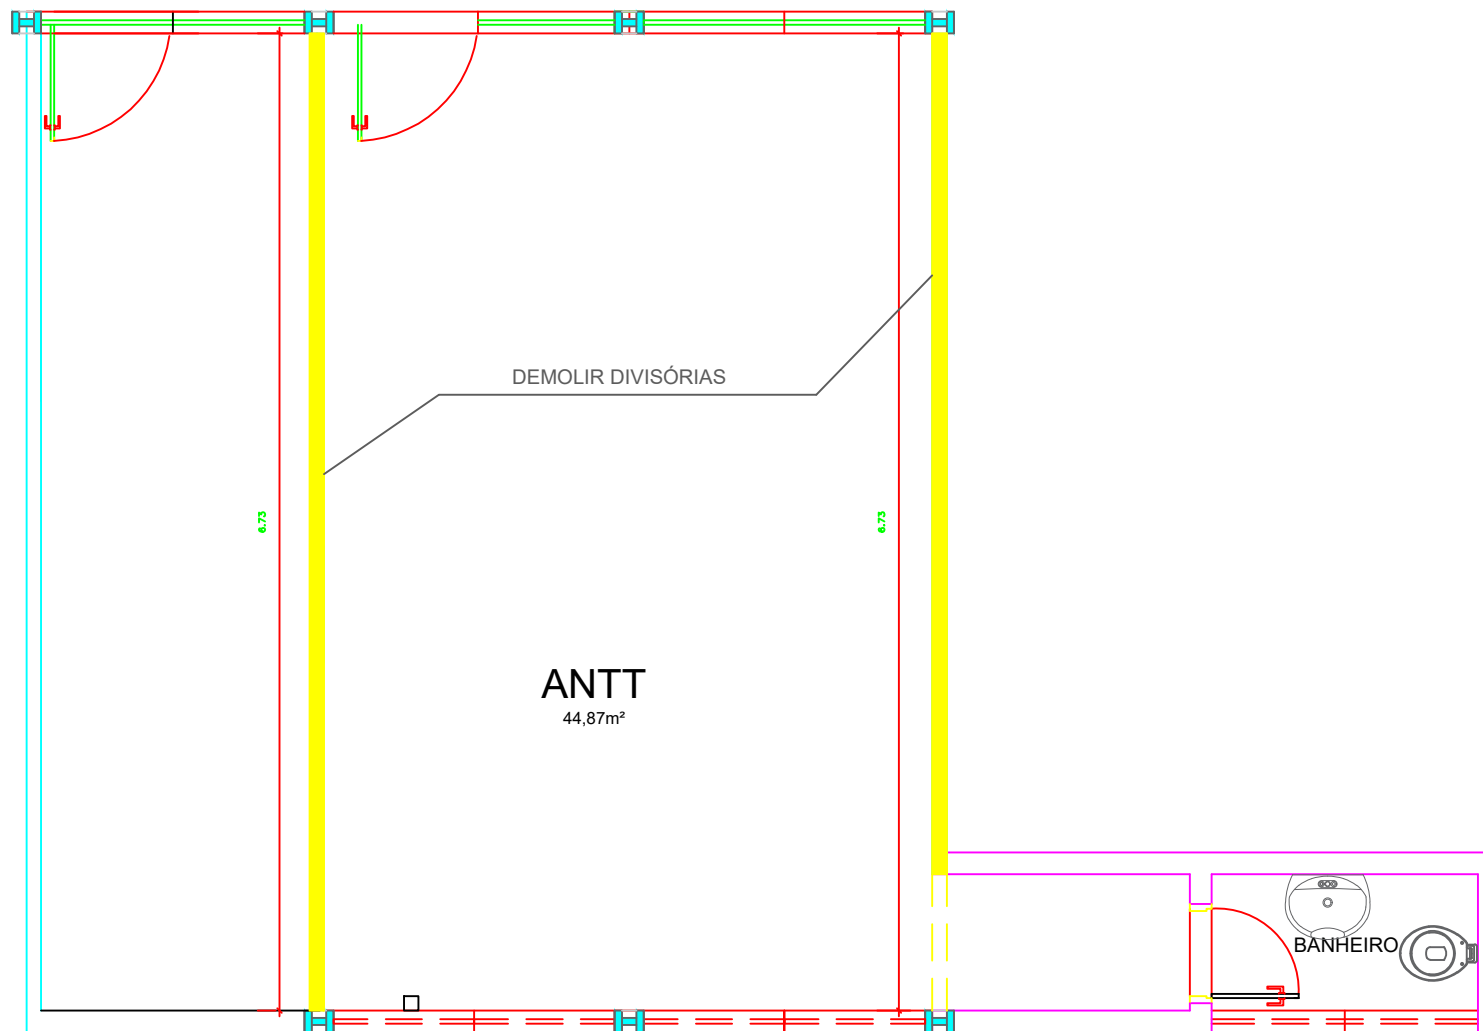 DEMOLIR DIVISÓRIAS
6.73
6.73
ANTT
44,87m²
BANHEIRO